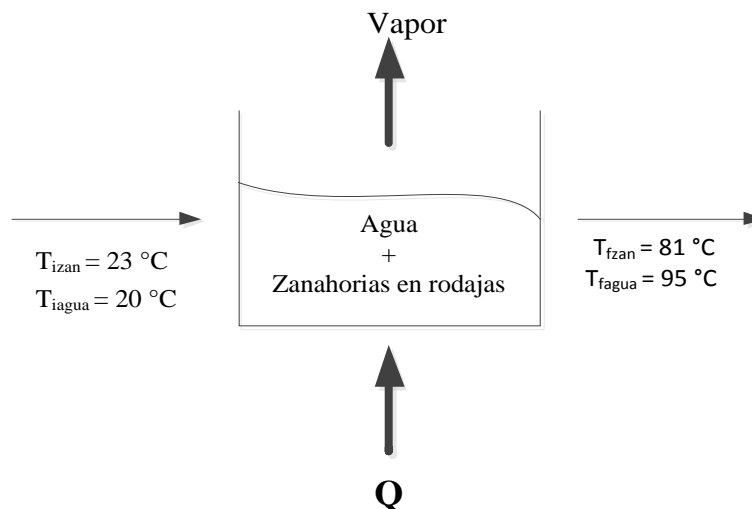 Vapor
Agua
+
Zanahorias en rodajas
Tizan = 23 °C
Tiagua = 20 °C
Tfzan = 81 °C
Tfagua = 95 °C
Q